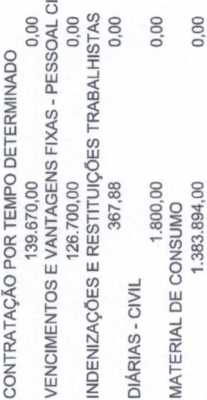 CONTRATAÇÃO POR TEMPO DETERMINADO
139.670,00 0,00
VENCIMENTOS E VANTAGENS FIXAS - PESSOAL CI
126.700,00 0,00
INDENIZAÇÕES E RESTITUIÇÕES TRABALHISTAS
367,88 0,00
DIÁRIAS - CIVIL
1.800,00 0,00
MATERIAL DE CONSUMO
1.383.894,00 0,00